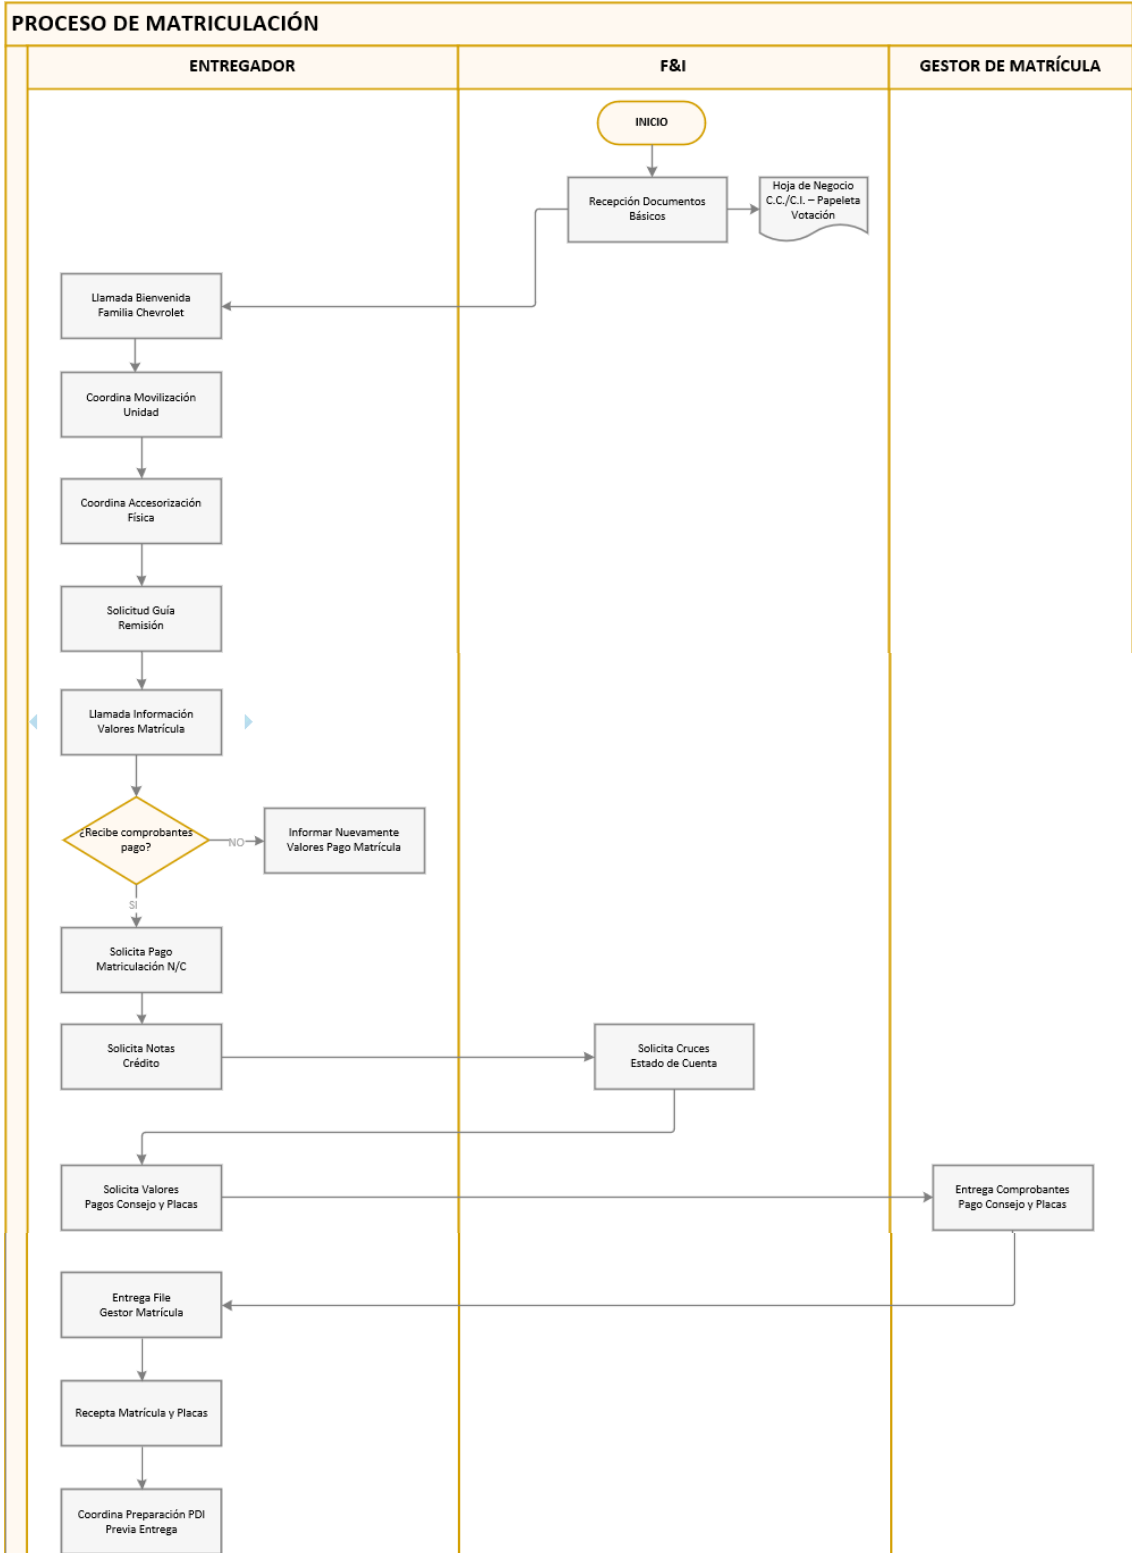 PROCESO DE MATRICULACIÓN
ENTREGADOR
F&I
GESTOR DE MATRÍCULA
INICIO
Recepción Documentos
Básicos
Hoja de Negocio
C.C./C.I. – Papeleta
Votación
Llamada Bienvenida
Familia Chevrolet
Coordina Movilización
Unidad
Coordina Accesorización
Física
Solicitud Guía
Remisión
Llamada Información
Valores Matrícula
¿Recibe comprobantes
pago?
NO
Informar Nuevamente
Valores Pago Matrícula
SI
Solicita Pago
Matriculación N/C
Solicita Notas
Crédito
Solicita Cruces
Estado de Cuenta
Solicita Valores
Pagos Consejo y Placas
Entrega Comprobantes
Pago Consejo y Placas
Entrega File
Gestor Matrícula
Recepta Matrícula y Placas
Coordina Preparación PDI
Previa Entrega